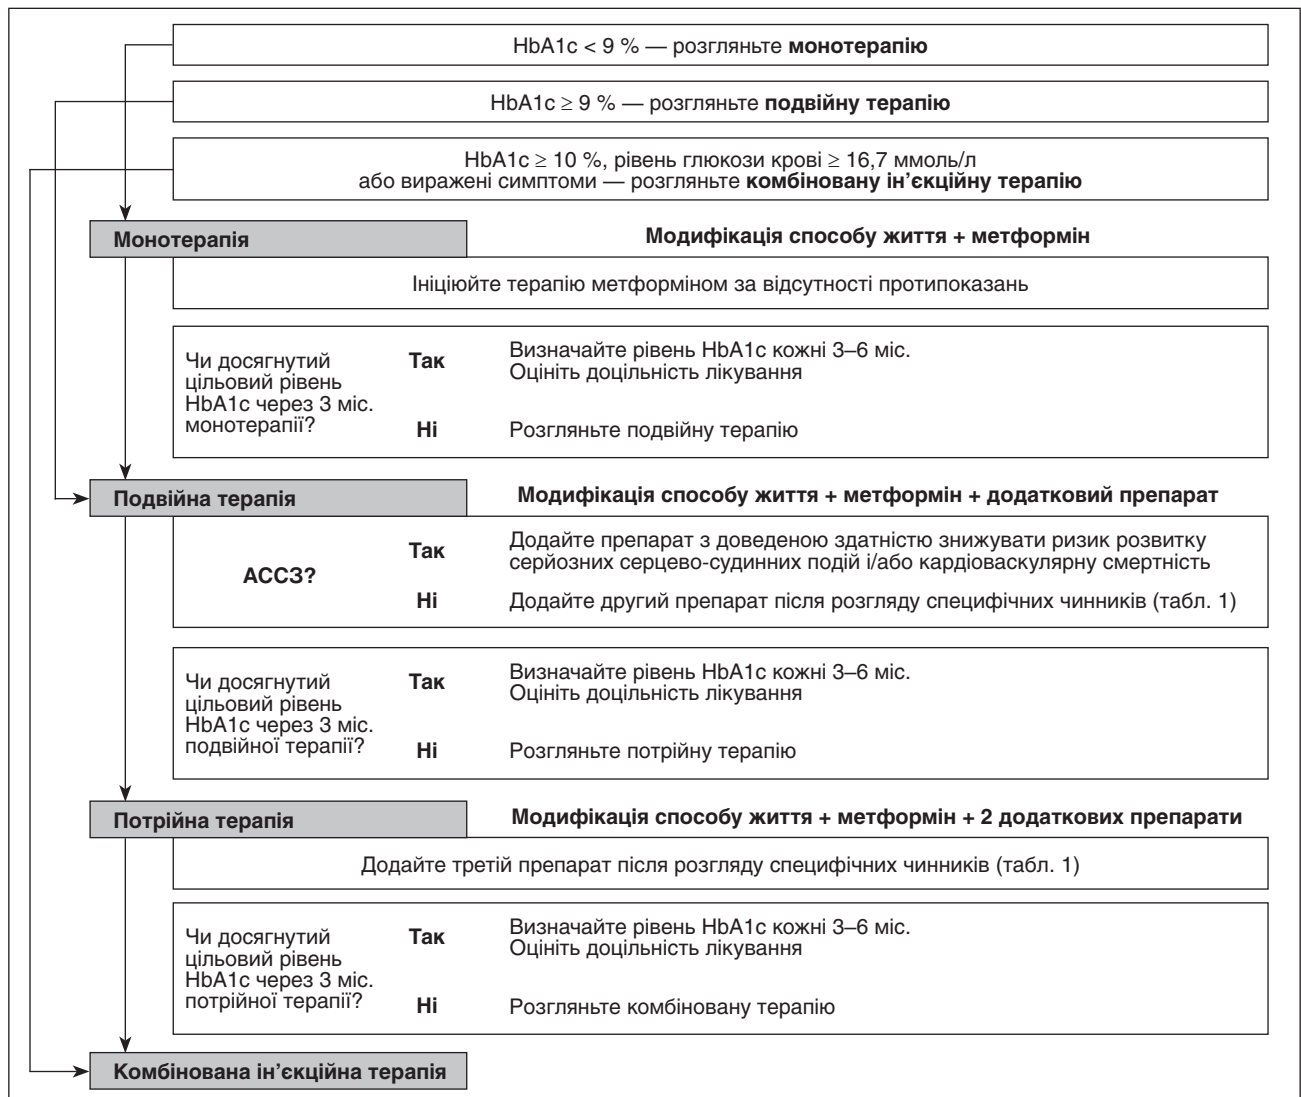 HbA1c < 9 % — розгляньте монотерапію
HbA1c ≥ 9 % — розгляньте подвійну терапію
HbA1c ≥ 10 %, рівень глюкози крові ≥ 16,7 ммоль/л
або виражені симптоми — розгляньте комбіновану ін’єкційну терапію
Монотерапія
Модифікація способу життя + метформін
Ініціюйте терапію метформіном за відсутності протипоказань
Чи досягнутий
цільовий рівень
HbA1c через 3 міс.
монотерапії?
Так
Визначайте рівень HbA1c кожні 3–6 міс.
Оцініть доцільність лікування
Ні
Розгляньте подвійну терапію
Подвійна терапія
Модифікація способу життя + метформін + додатковий препарат
АССЗ?
Так
Додайте препарат з доведеною здатністю знижувати ризик розвитку
серйозних серцево-судинних подій і/або кардіоваскулярну смертність
Ні
Додайте другий препарат після розгляду специфічних чинників (табл. 1)
Чи досягнутий
цільовий рівень
HbA1c через 3 міс.
подвійної терапії?
Так
Визначайте рівень HbA1c кожні 3–6 міс.
Оцініть доцільність лікування
Ні
Розгляньте потрійну терапію
Потрійна терапія
Модифікація способу життя + метформін + 2 додаткових препарати
Додайте третій препарат після розгляду специфічних чинників (табл. 1)
Чи досягнутий
цільовий рівень
HbA1c через 3 міс.
потрійної терапії?
Так
Визначайте рівень HbA1c кожні 3–6 міс.
Оцініть доцільність лікування
Ні
Розгляньте комбіновану терапію
Комбінована ін’єкційна терапія